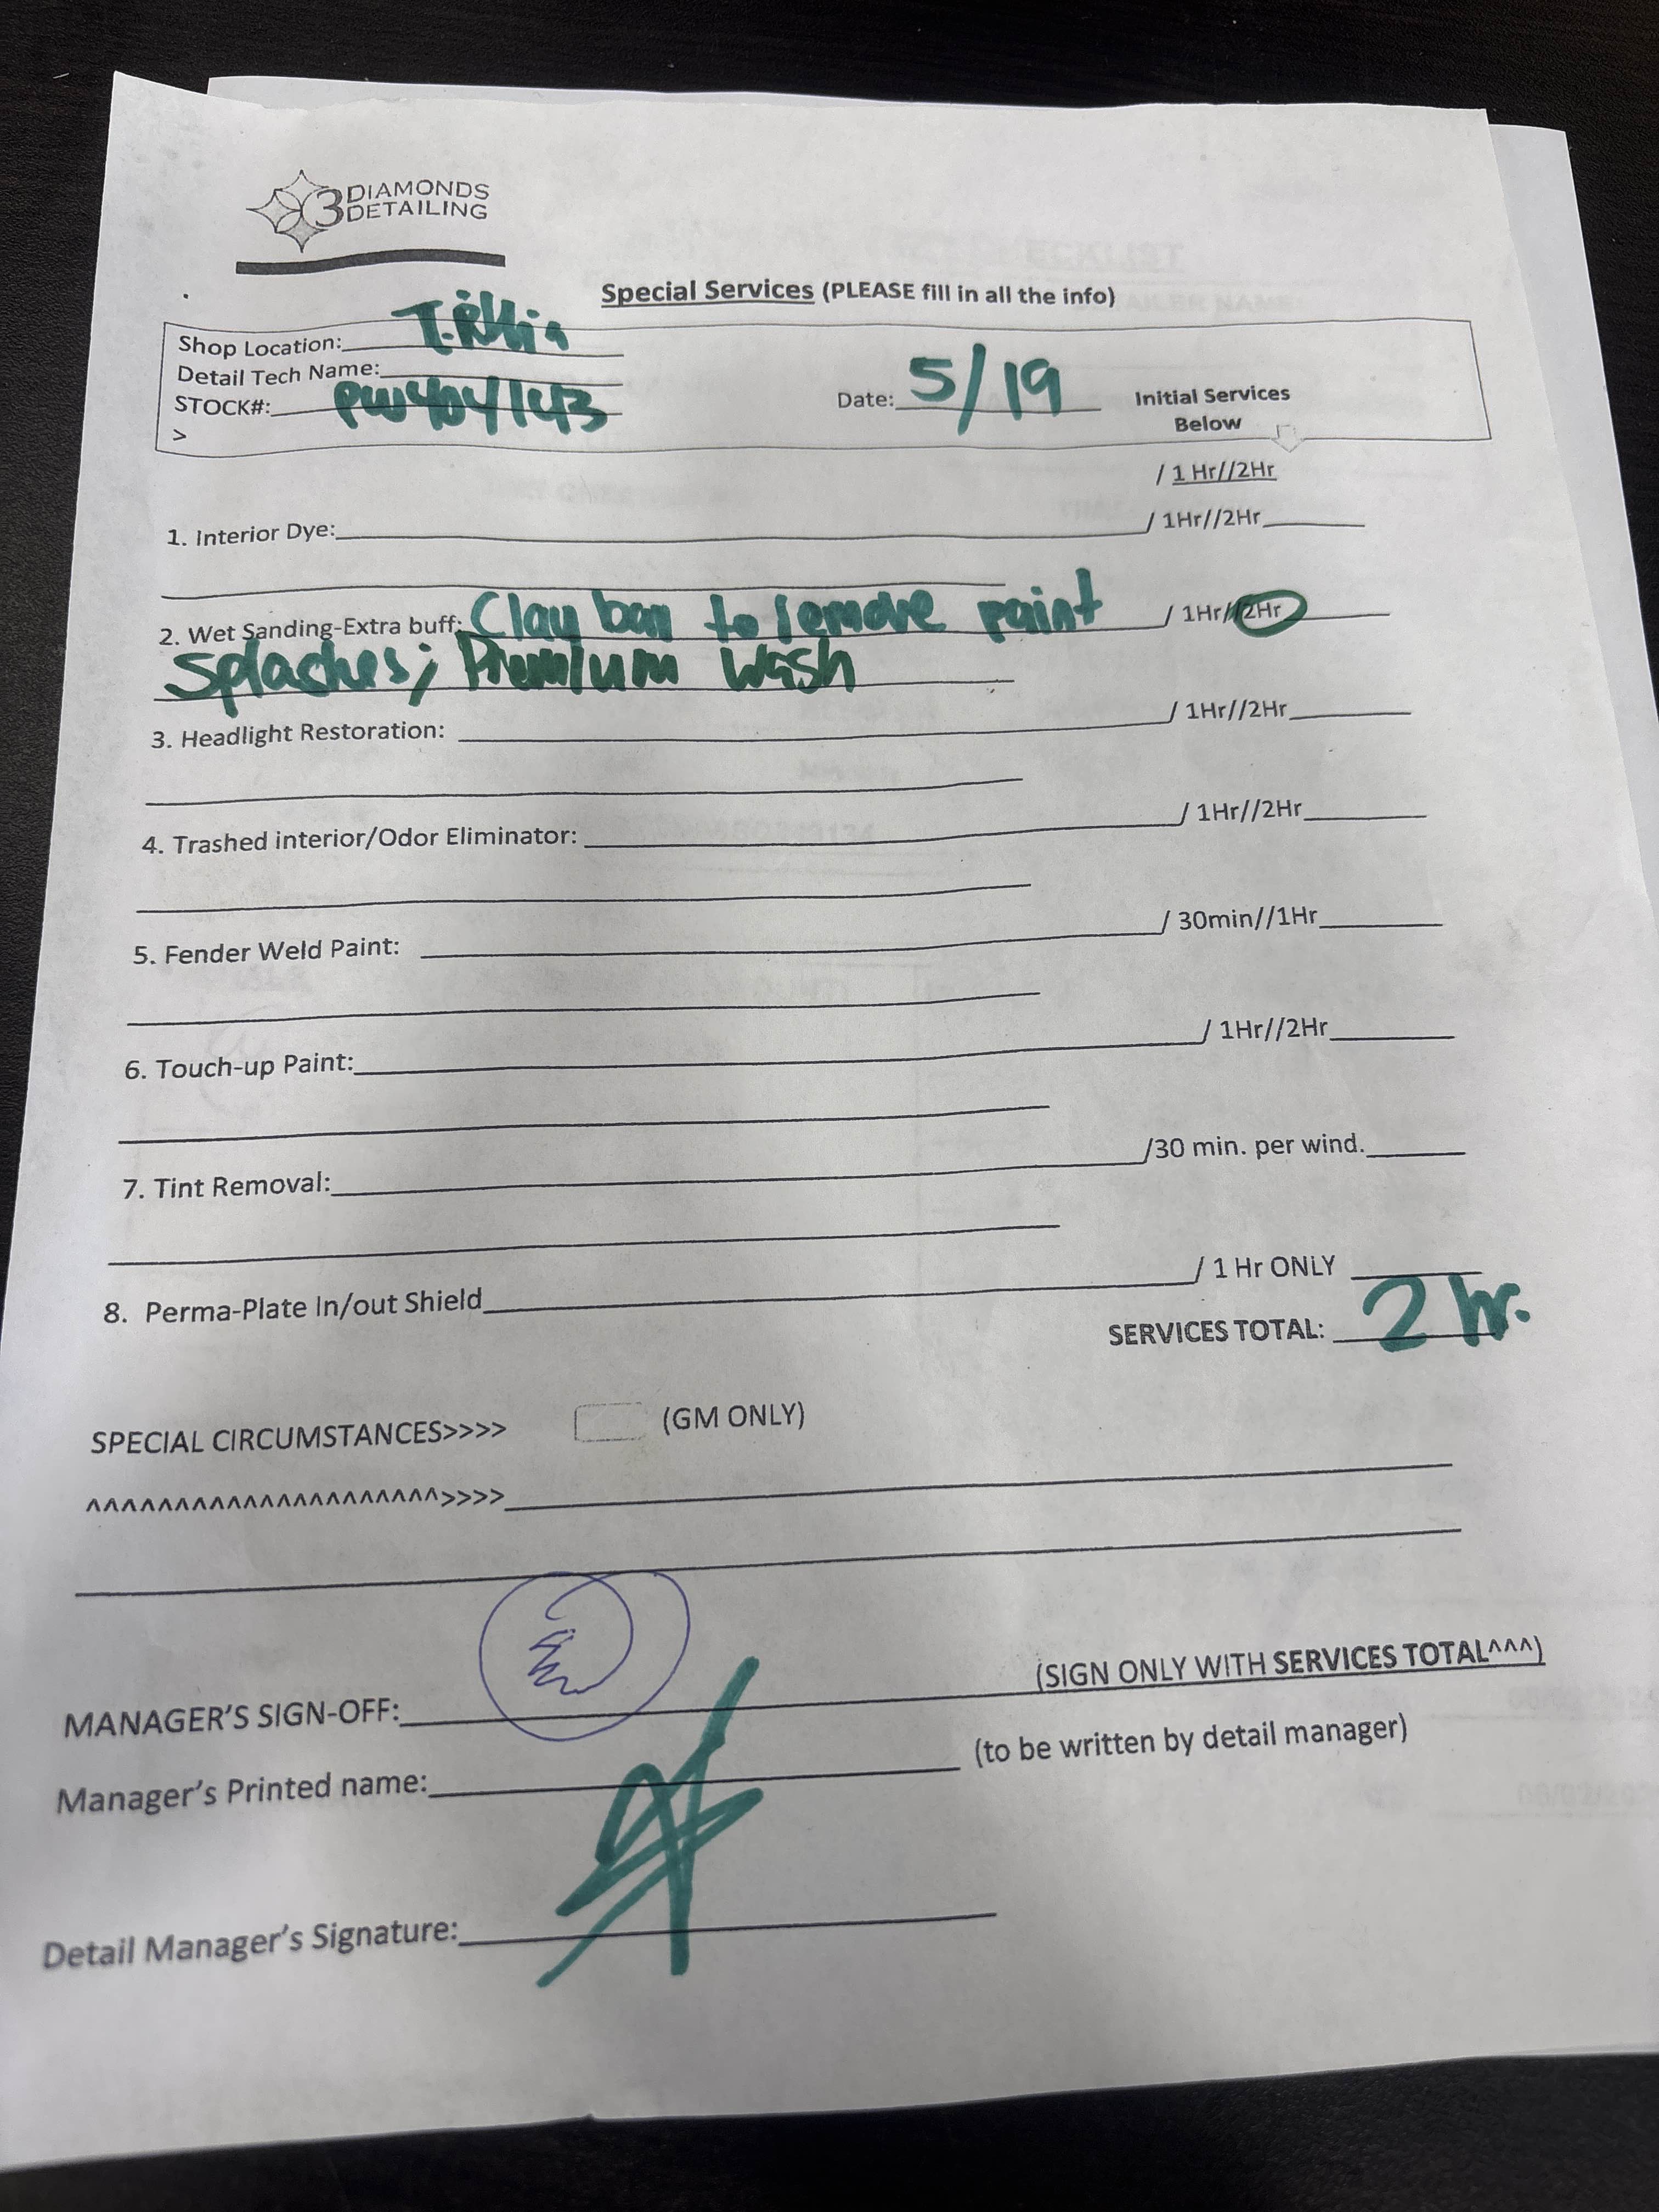 3 DIAMONDS
DETAILING
Special Services (PLEASE fill in all the info)
Shop Location:
Detail Tech Name:
STOCK#: PW404143
>
Date: 5/19
Initial Services
Below
/ 1 Hr//2Hr
1. Interior Dye: / 1Hr//2Hr
2. Wet Sanding-Extra buff: Clay bar to remove paint / 1Hr//2Hr
splashes; Premium Wash
3. Headlight Restoration: / 1Hr//2Hr
4. Trashed interior/Odor Eliminator: / 1Hr//2Hr
5. Fender Weld Paint: / 30min//1Hr
6. Touch-up Paint: / 1Hr//2Hr
7. Tint Removal: /30 min. per wind.
8. Perma-Plate In/out Shield / 1 Hr ONLY
SERVICES TOTAL: 2 hr.
SPECIAL CIRCUMSTANCES>>>> (GM ONLY)
^^^^^^^^^^^^^^^^^^^^^>>>>
(SIGN ONLY WITH SERVICES TOTAL^^^)
MANAGER'S SIGN-OFF:
Manager's Printed name: (to be written by detail manager)
Detail Manager's Signature: